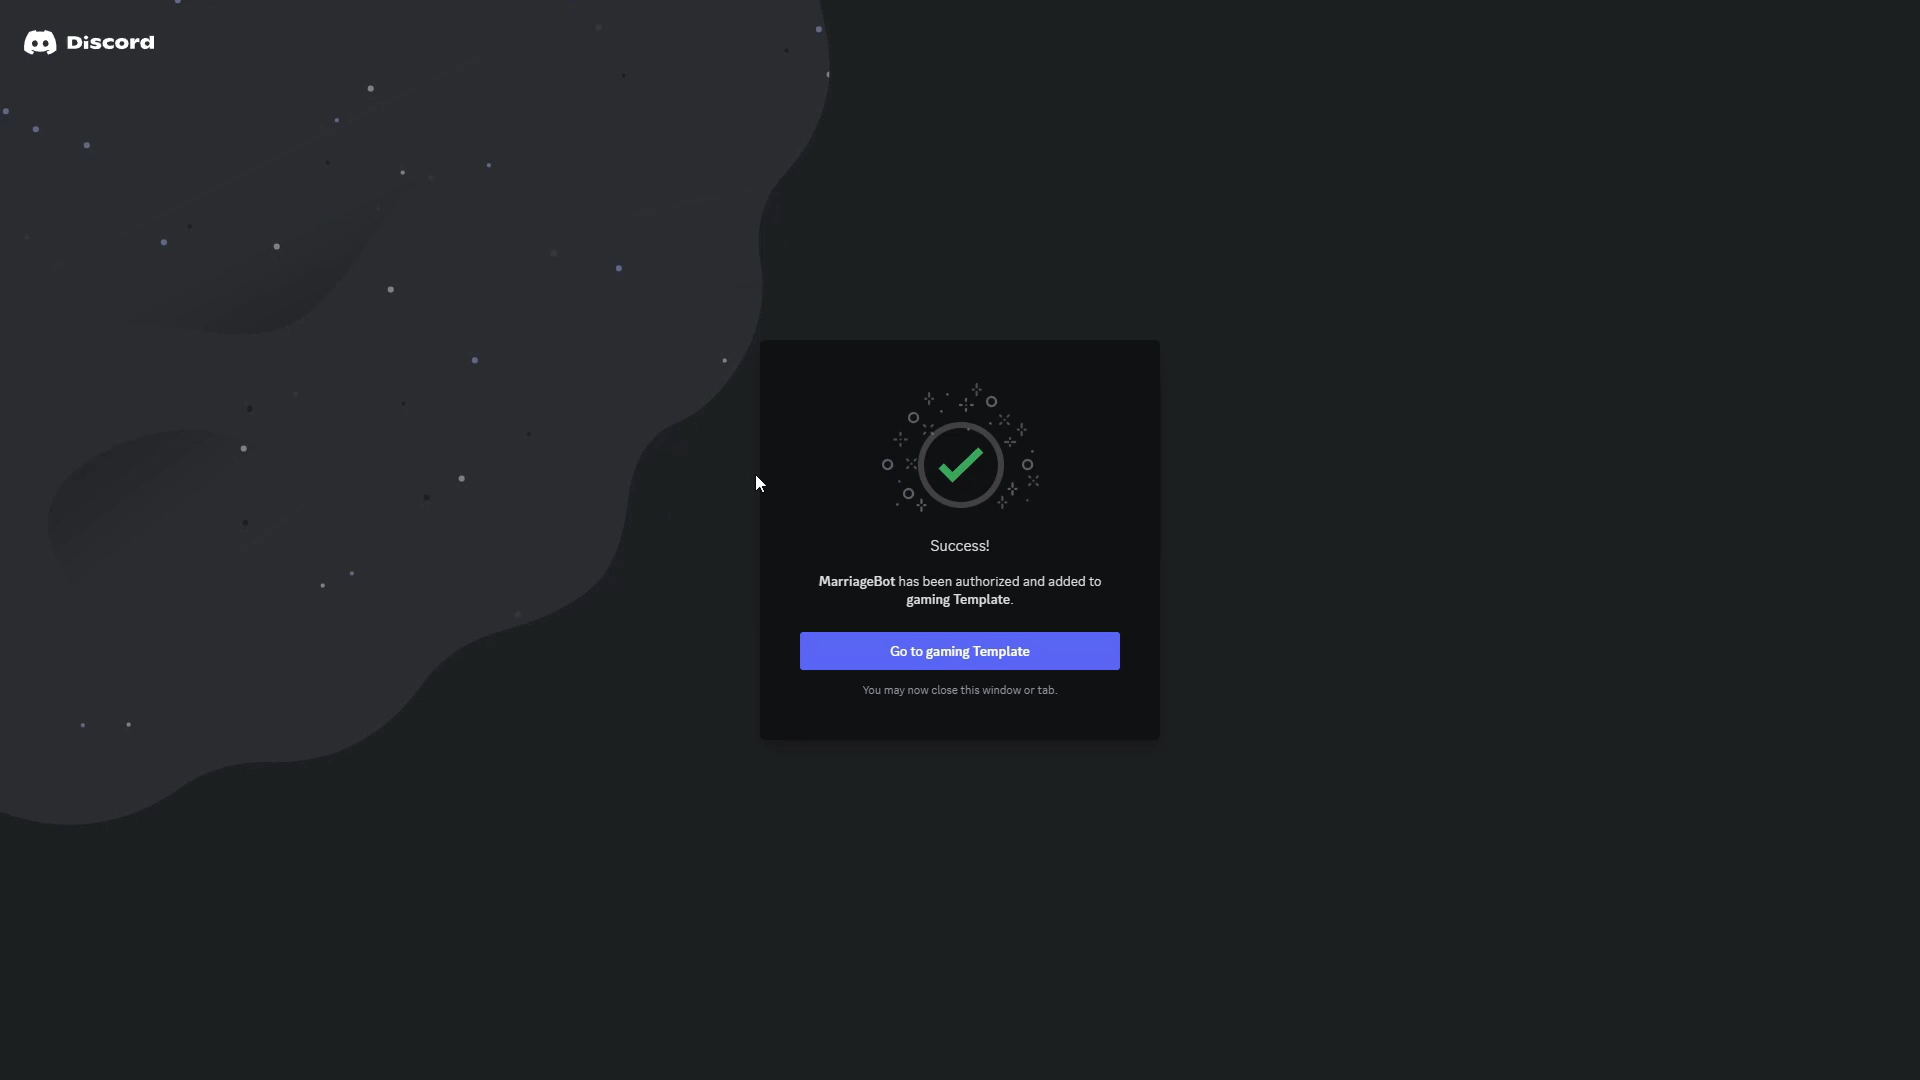 Discord
Success!
MarriageBot has been authorized and added to
gaming Template.
Go to gaming Template
You may now close this window or tab.